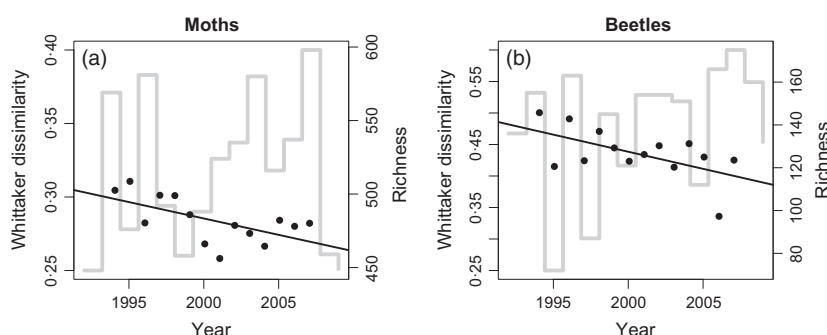 Moths
(a)
Whittaker dissimilarity
0·40
0·35
0·30
0·25
600
550
500
450
Richness
1995 2000 2005
Year
Beetles
(b)
Whittaker dissimilarity
0·55
0·45
0·35
0·25
160
140
120
100
80
Richness
1995 2000 2005
Year